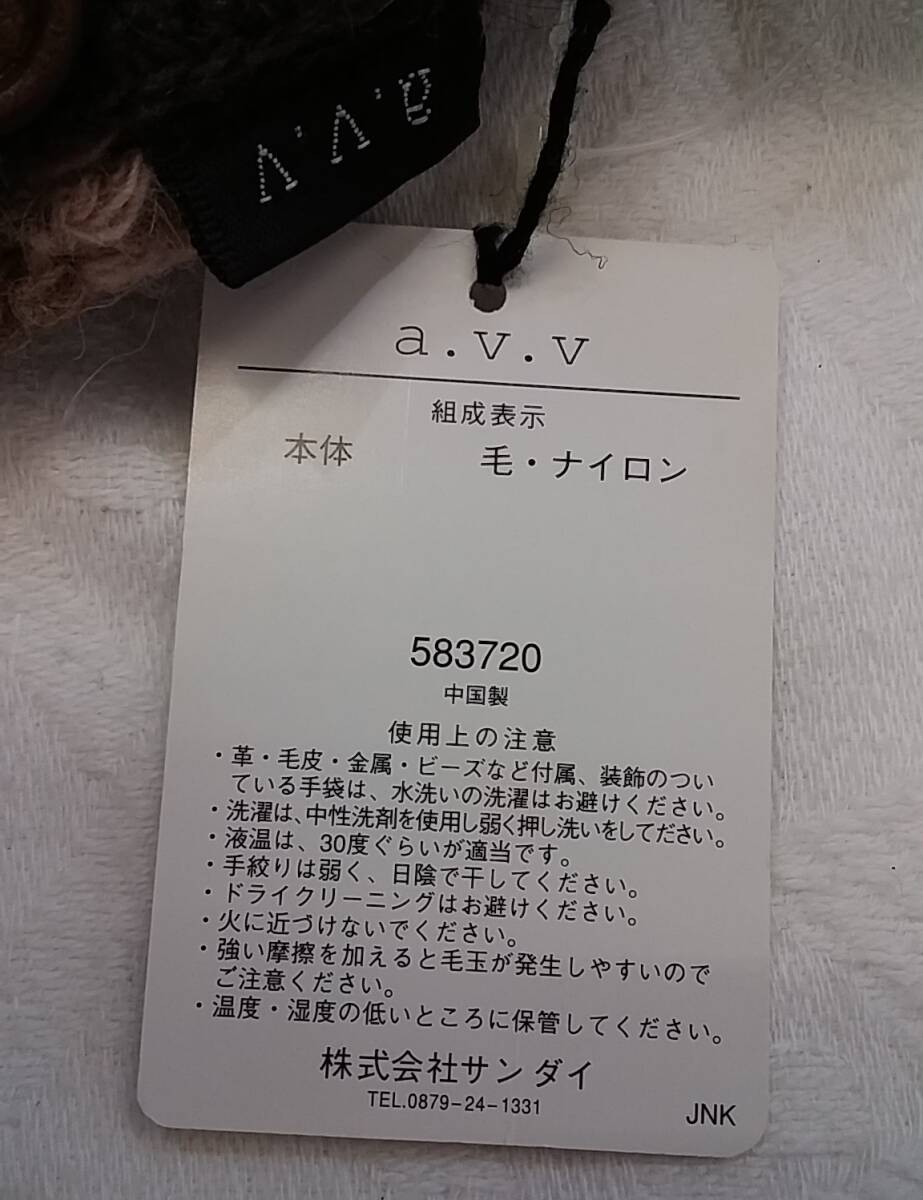 a.v.v
a.v.v
組成表示
本体 毛・ナイロン
583720
中国製
使用上の注意
・革・毛皮・金属・ビーズなど付属、装飾のつい
ている手袋は、水洗いの洗濯はお避けください。
・洗濯は、中性洗剤を使用し弱く押し洗いをしてださい。
・液温は、30度ぐらいが適当です。
・手絞りは弱く、日陰で干してください。
・ドライクリーニングはお避けください。
・火に近づけないでください。
・強い摩擦を加えると毛玉が発生しやすいので
ご注意ください。
・温度・湿度の低いところに保管してください。
株式会社サンダイ
TEL.0879-24-1331
JNK